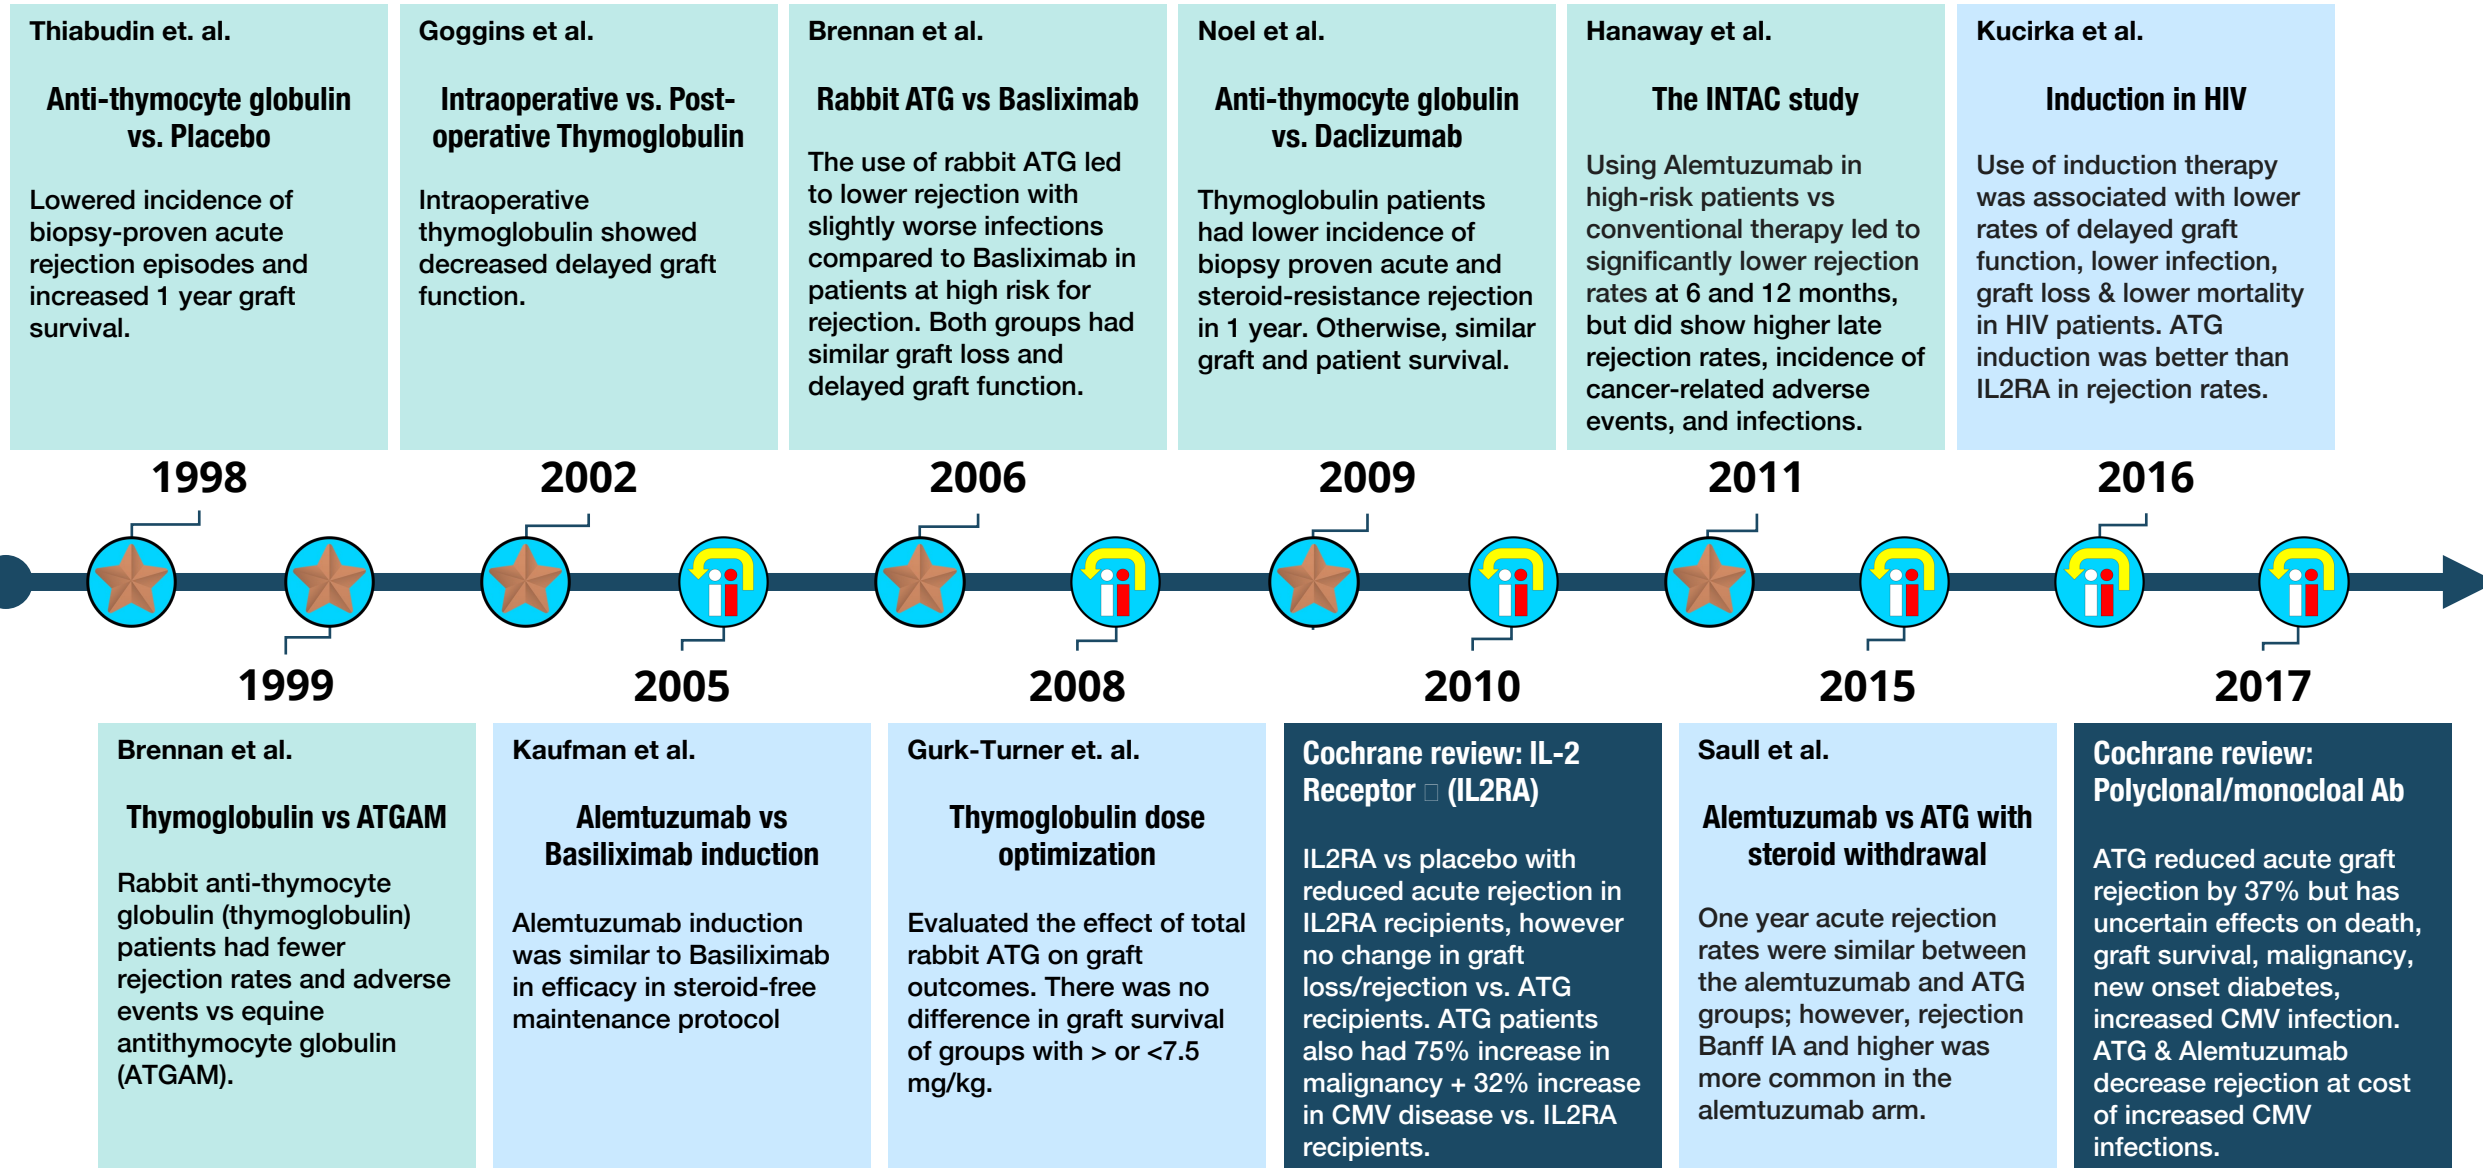 Thiabudin et. al.
Anti-thymocyte globulin
vs. Placebo
Lowered incidence of
biopsy-proven acute
rejection episodes and
increased 1 year graft
survival.
Goggins et al.
Intraoperative vs. Post-
operative Thymoglobulin
Intraoperative
thymoglobulin showed
decreased delayed graft
function.
Brennan et al.
Rabbit ATG vs Basliximab
The use of rabbit ATG led
to lower rejection with
slightly worse infections
compared to Basliximab in
patients at high risk for
rejection. Both groups had
similar graft loss and
delayed graft function.
Noel et al.
Anti-thymocyte globulin
vs. Daclizumab
Thymoglobulin patients
had lower incidence of
biopsy proven acute and
steroid-resistance rejection
in 1 year. Otherwise, similar
graft and patient survival.
Hanaway et al.
The INTAC study
Using Alemtuzumab in
high-risk patients vs
conventional therapy led to
significantly lower rejection
rates at 6 and 12 months,
but did show higher late
rejection rates, incidence of
cancer-related adverse
events, and infections.
Kucirka et al.
Induction in HIV
Use of induction therapy
was associated with lower
rates of delayed graft
function, lower infection,
graft loss & lower mortality
in HIV patients. ATG
induction was better than
IL2RA in rejection rates.
1998
2002
2006
2009
2011
2016
1999
2005
2008
2010
2015
2017
Brennan et al.
Thymoglobulin vs ATGAM
Rabbit anti-thymocyte
globulin (thymoglobulin)
patients had fewer
rejection rates and adverse
events vs equine
antithymocyte globulin
(ATGAM).
Kaufman et al.
Alemtuzumab vs
Basiliximab induction
Alemtuzumab induction
was similar to Basiliximab
in efficacy in steroid-free
maintenance protocol
Gurk-Turner et. al.
Thymoglobulin dose
optimization
Evaluated the effect of total
rabbit ATG on graft
outcomes. There was no
difference in graft survival
of groups with > or <7.5
mg/kg.
Cochrane review: IL-2
Receptor □ (IL2RA)
IL2RA vs placebo with
reduced acute rejection in
IL2RA recipients, however
no change in graft
loss/rejection vs. ATG
recipients. ATG patients
also had 75% increase in
malignancy + 32% increase
in CMV disease vs. IL2RA
recipients.
Saull et al.
Alemtuzumab vs ATG with
steroid withdrawal
One year acute rejection
rates were similar between
the alemtuzumab and ATG
groups; however, rejection
Banff IA and higher was
more common in the
alemtuzumab arm.
Cochrane review:
Polyclonal/monocloal Ab
ATG reduced acute graft
rejection by 37% but has
uncertain effects on death,
graft survival, malignancy,
new onset diabetes,
increased CMV infection.
ATG & Alemtuzumab
decrease rejection at cost
of increased CMV
infections.